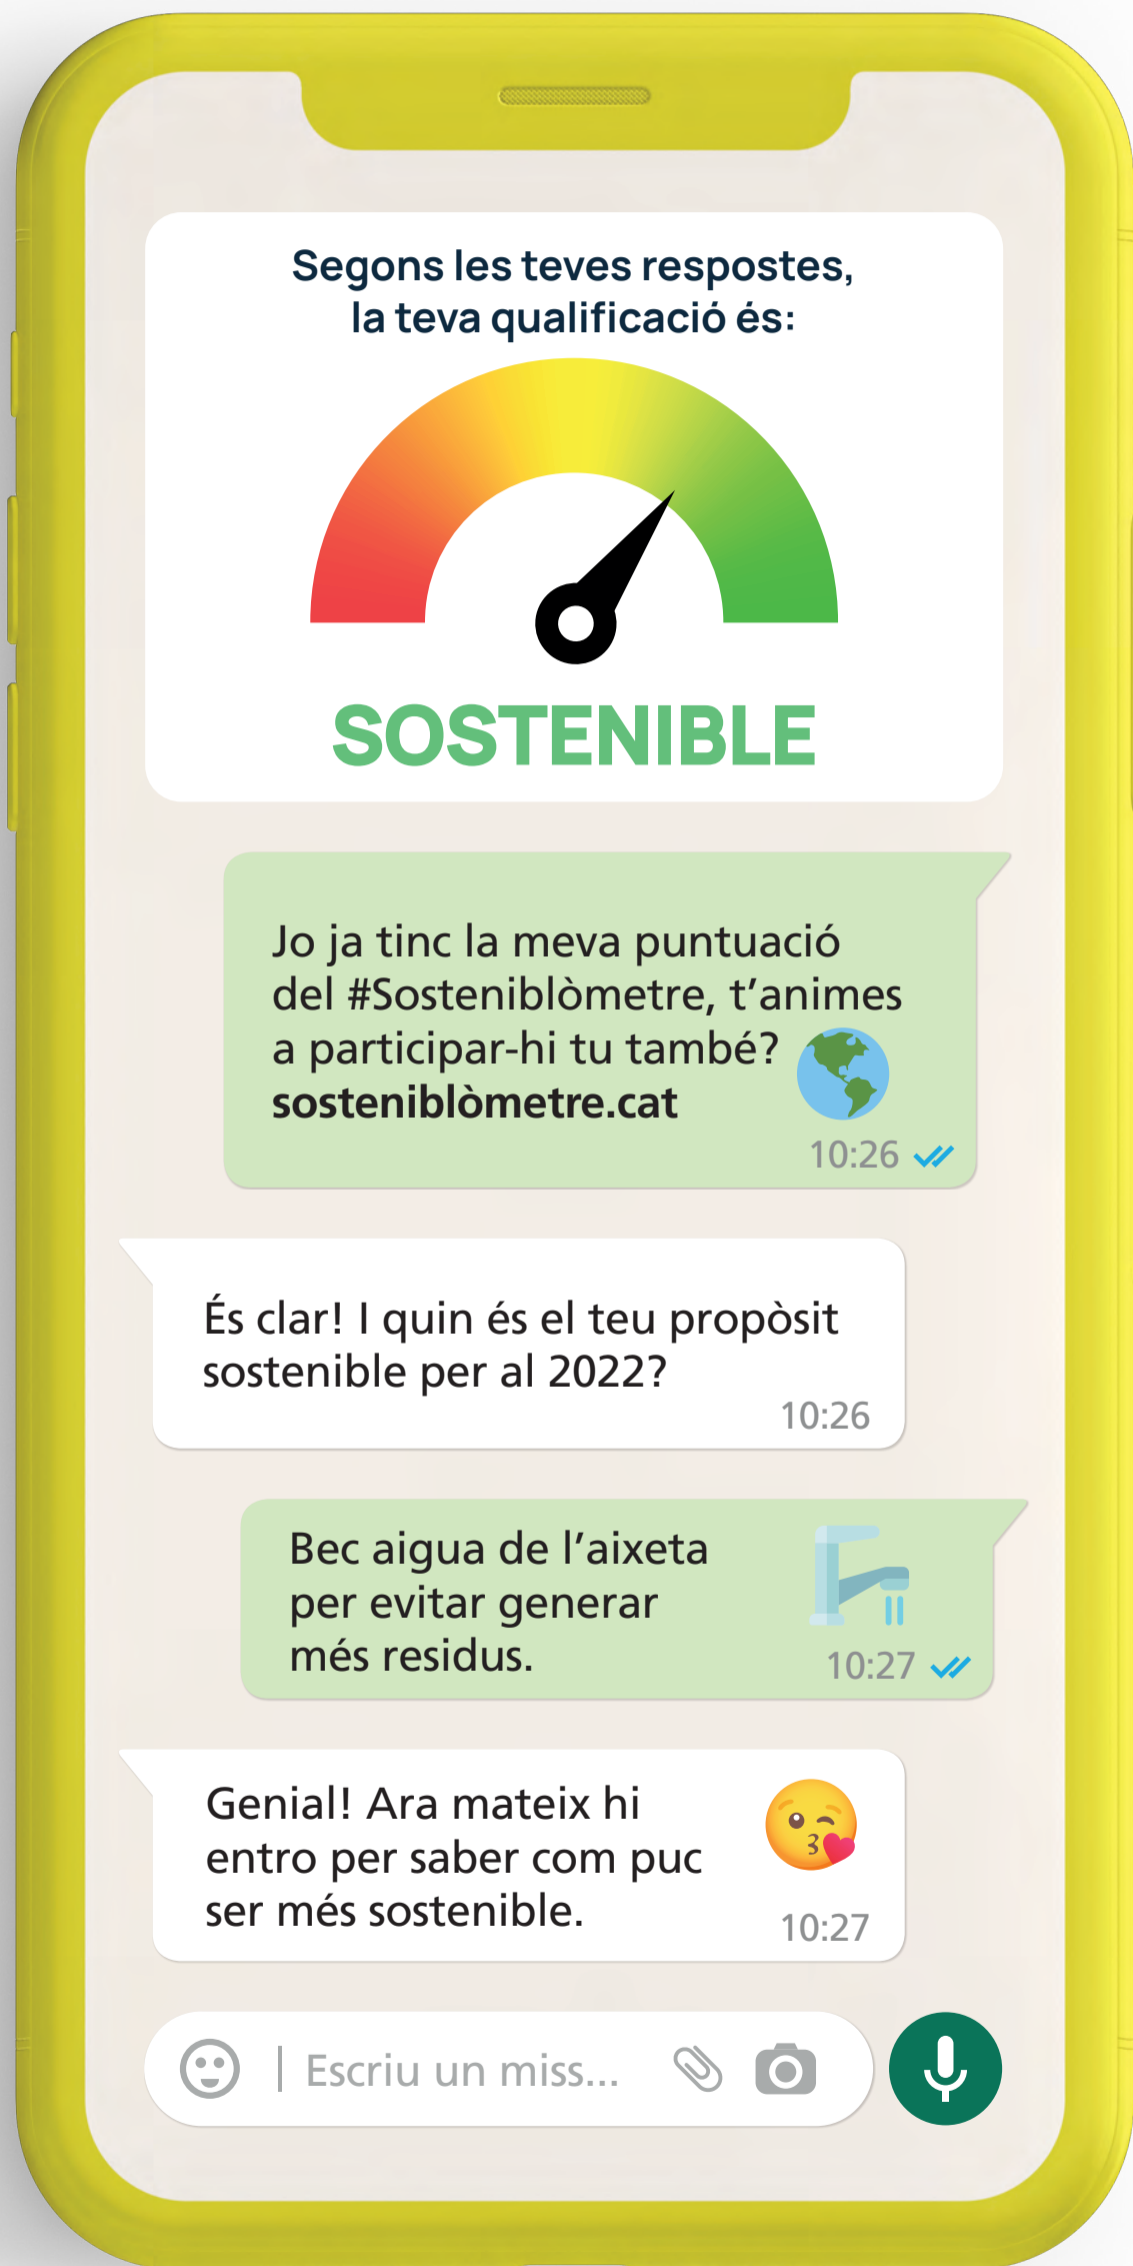 Segons les teves respostes,
la teva qualificació és:
SOSTENIBLE
Jo ja tinc la meva puntuació
del #Sosteniblòmetre, t’animes
a participar-hi tu també?
sosteniblòmetre.cat
10:26
És clar! I quin és el teu propòsit
sostenible per al 2022?
10:26
Bec aigua de l’aixeta
per evitar generar
més residus.
10:27
Genial! Ara mateix hi
entro per saber com puc
ser més sostenible.
10:27
Escriu un miss...